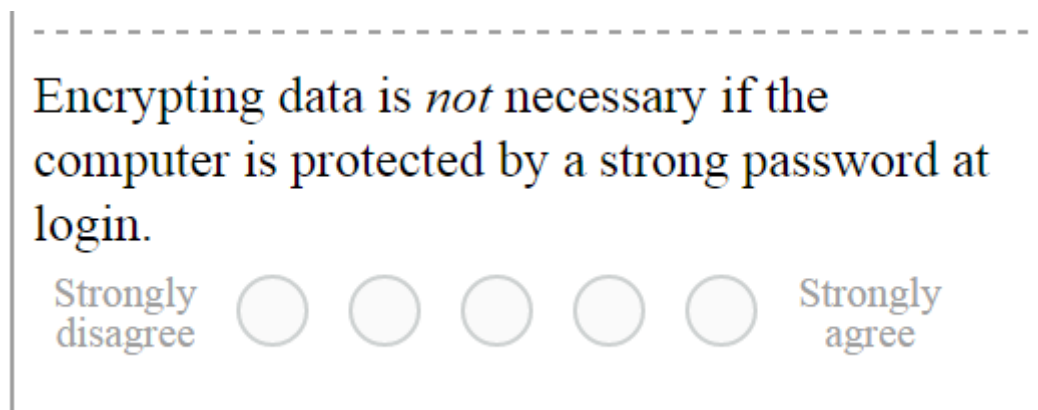 Encrypting data is not necessary if the
computer is protected by a strong password at
login.
Strongly
disagree
Strongly
agree